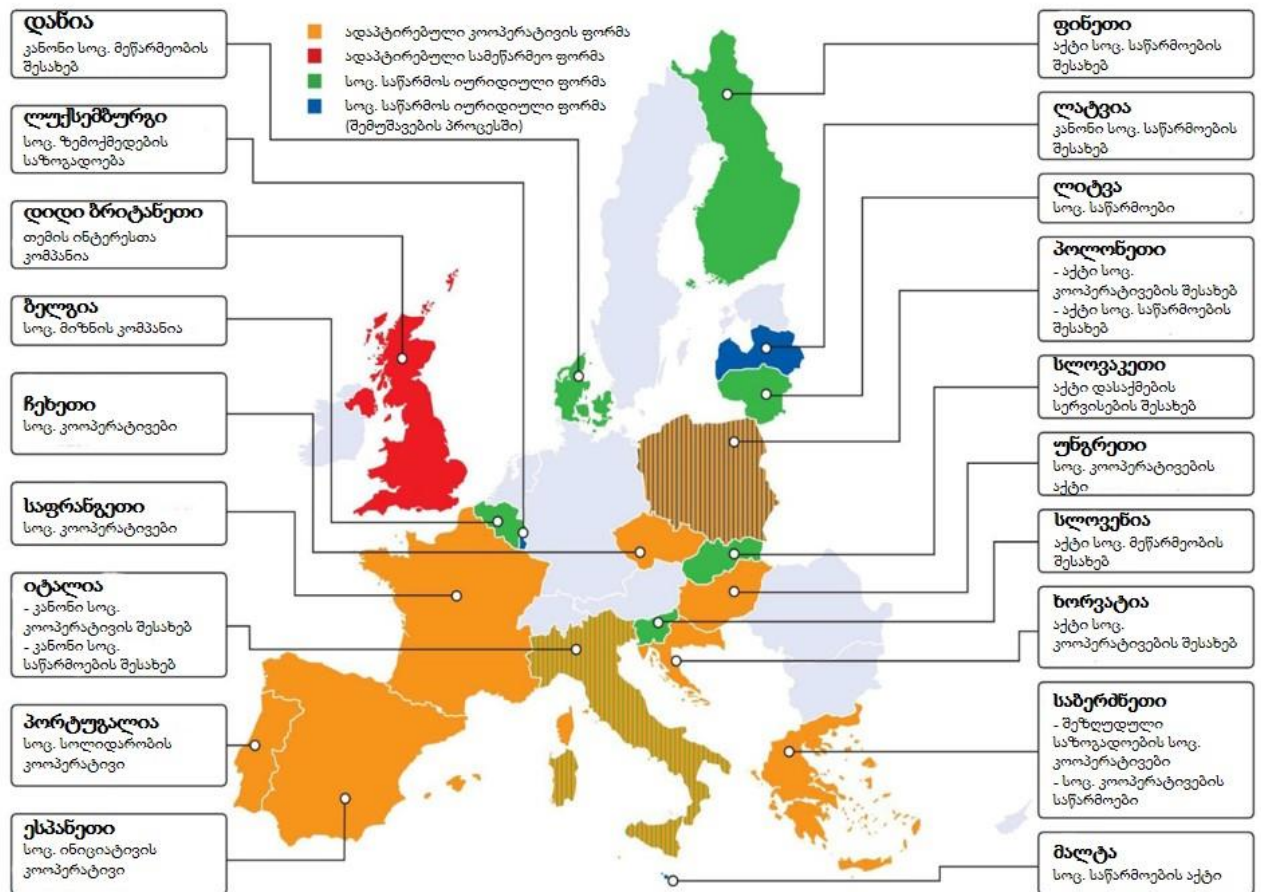 დანია
კანონი სოც. მეწარმეობის
შესახებ
ლუქსემბურგი
სოც. ზემოქმედების
საზოგადოება
დიდი ბრიტანეთი
თემის ინტერესთა
კომპანია
ბელგია
სოც. მიზნის კომპანია
ჩეხეთი
სოც. კოოპერატივები
საფრანგეთი
სოც. კოოპერატივები
იტალია
- კანონი სოც.
კოოპერატივის შესახებ
- კანონი სოც.
საწარმოების შესახებ
პორტუგალია
სოც. სოლიდარობის
კოოპერატივი
ესპანეთი
სოც. ინიციატივის
კოოპერატივი
ადაპტირებული კოოპერატივის ფორმა
ადაპტირებული სამეწარმეო ფორმა
სოც. საწარმოს იურიდიული ფორმა
სოც. საწარმოს იურიდიული ფორმა
(შემუშავების პროცესში)
ფინეთი
აქტი სოც. საწარმოების
შესახებ
ლატვია
კანონი სოც. საწარმოების
შესახებ
ლიტვა
სოც. საწარმოები
პოლონეთი
- აქტი სოც.
კოოპერატივების შესახებ
- აქტი სოც. საწარმოების
შესახებ
სლოვაკეთი
აქტი დასაქმების
სერვისების შესახებ
უნგრეთი
სოც. კოოპერატივების
აქტი
სლოვენია
აქტი სოც. მეწარმეობის
შესახებ
ხორვატია
აქტი სოც.
კოოპერატივების შესახებ
საბერძნეთი
- შეზღუდული
საზოგადოების სოც.
კოოპერატივები
- სოც. კოოპერატივების
საწარმოები
მალტა
სოც. საწარმოების აქტი